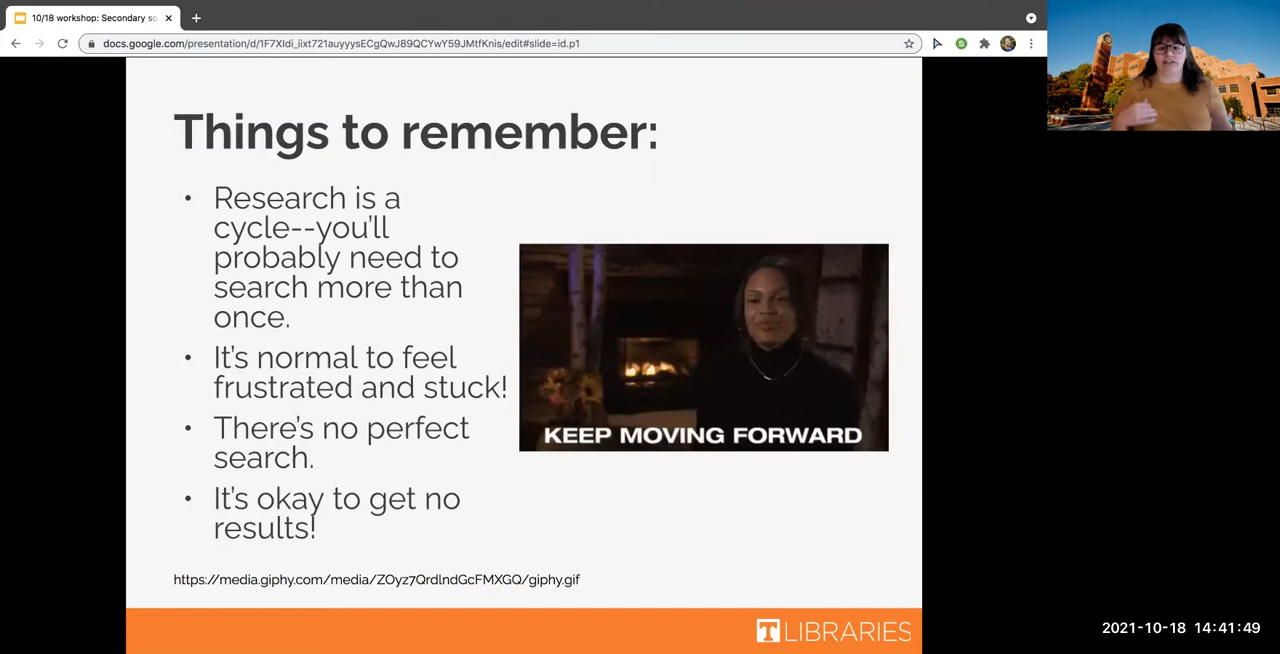 10/18 workshop: Secondary so
docs.google.com/presentation/d/1F7XIdi_iixt721auyyysECgQwJ89QCYwY59JMtfKnis/edit#slide=id.p1
S
Things to remember:
• Research is a
cycle--you'll
probably need to
search more than
once.
• It's normal to feel
frustrated and stuck!
• There's no perfect
search.
• It's okay to get no
results!
KEEP MOVING FORWARD
https://media.giphy.com/media/ZOyz7QrdlndGcFMXGQ/giphy.gif
T LIBRARIES
2021-10-18 14:41:49